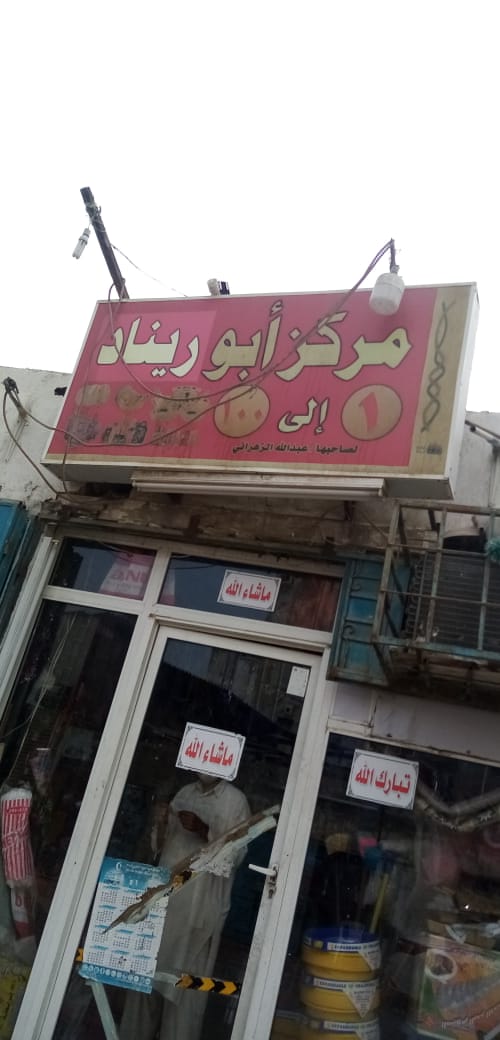 مركز أبو ريناد
١ إلى ١٠٠
لصاحبها . عبدالله الزهراني
ماشاء الله
ماشاء الله
تبارك الله